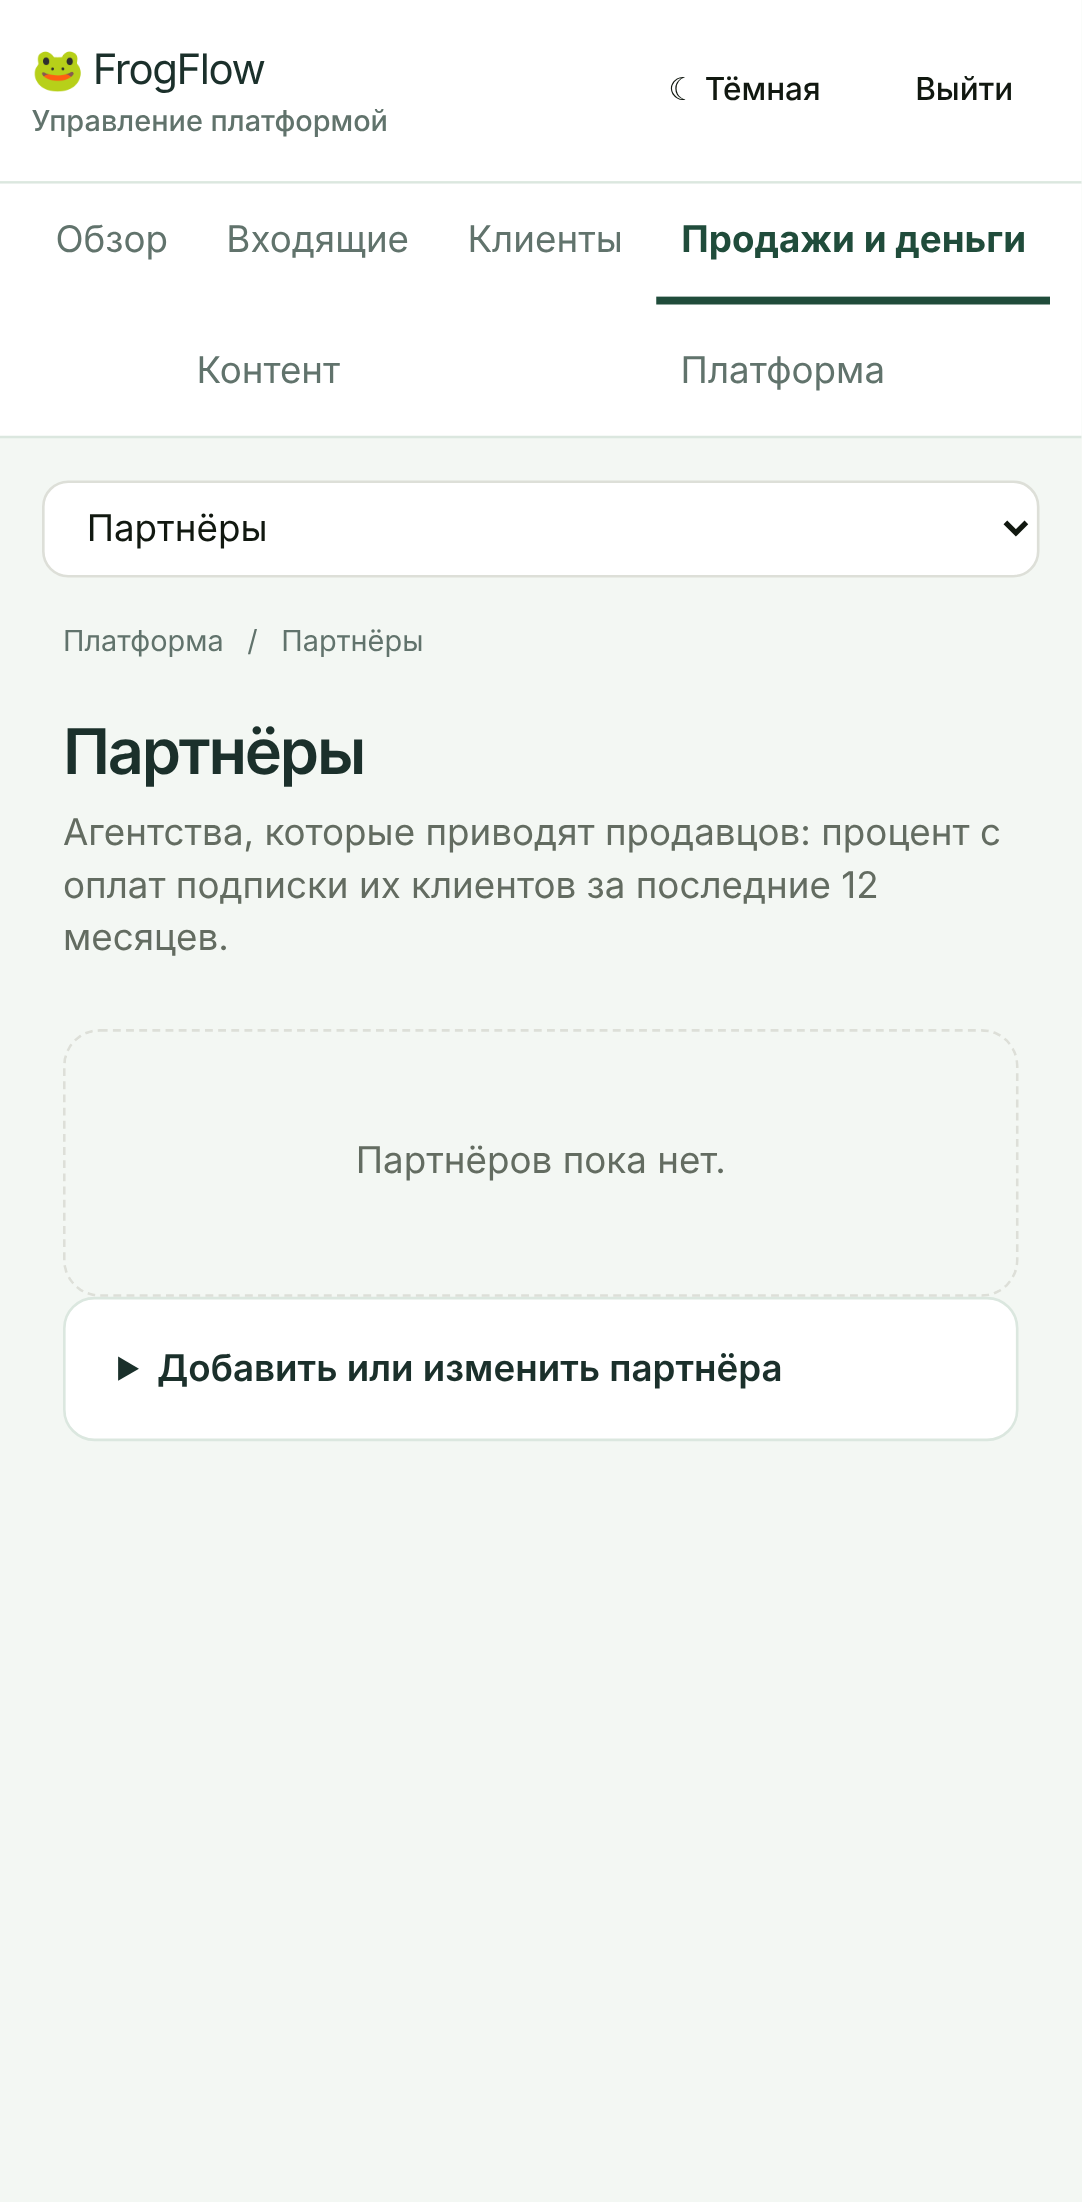 🐸 FrogFlow
Управление платформой
☾ Тёмная
Выйти
Обзор Входящие Клиенты Продажи и деньги
Контент Платформа
Партнёры
Платформа / Партнёры
Партнёры
Агентства, которые приводят продавцов: процент с
оплат подписки их клиентов за последние 12
месяцев.
Партнёров пока нет.
▶ Добавить или изменить партнёра